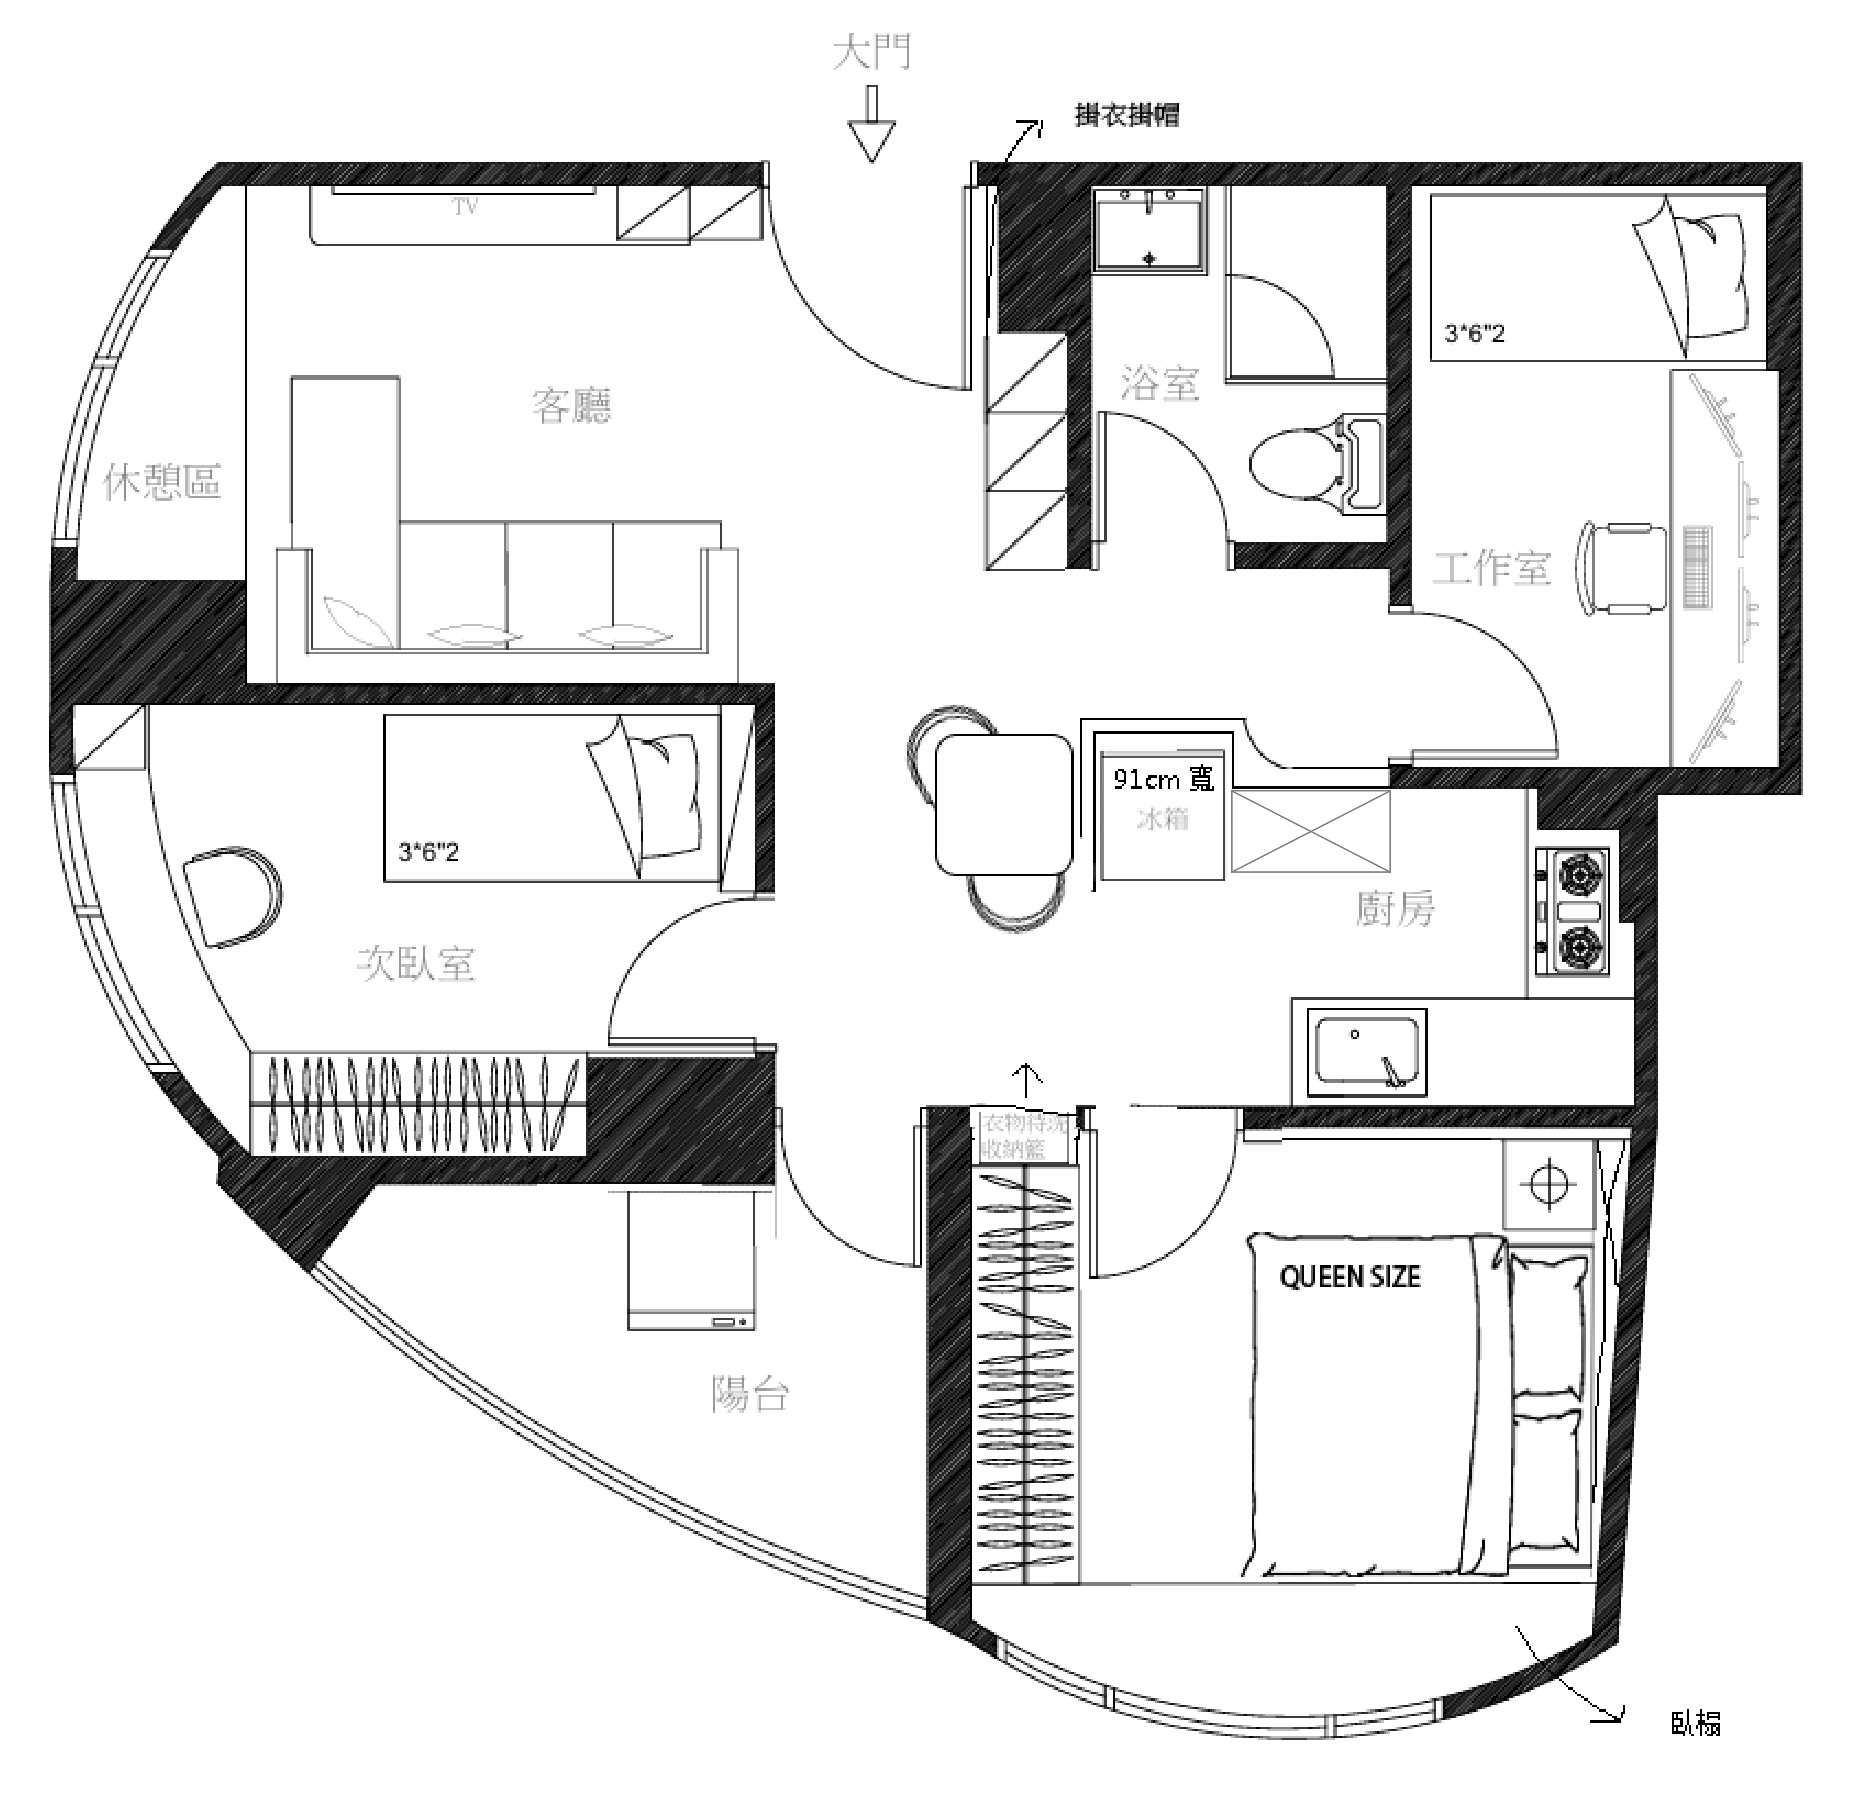 大門
掛衣掛帽
TV
3*6"2
浴室
客廳
休憩區
工作室
91cm 寬
冰箱
3*6"2
廚房
次臥室
衣物待洗
收納籃
QUEEN SIZE
陽台
臥榻